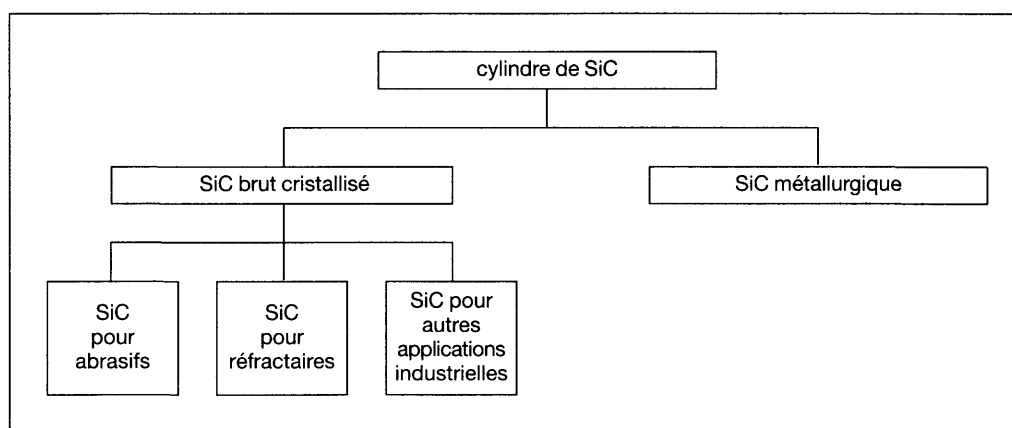 cylindre de SiC
SiC brut cristallisé
SiC métallurgique
SiC
pour
abrasifs
SiC
pour
réfractaires
SiC pour
autres
applications
industrielles